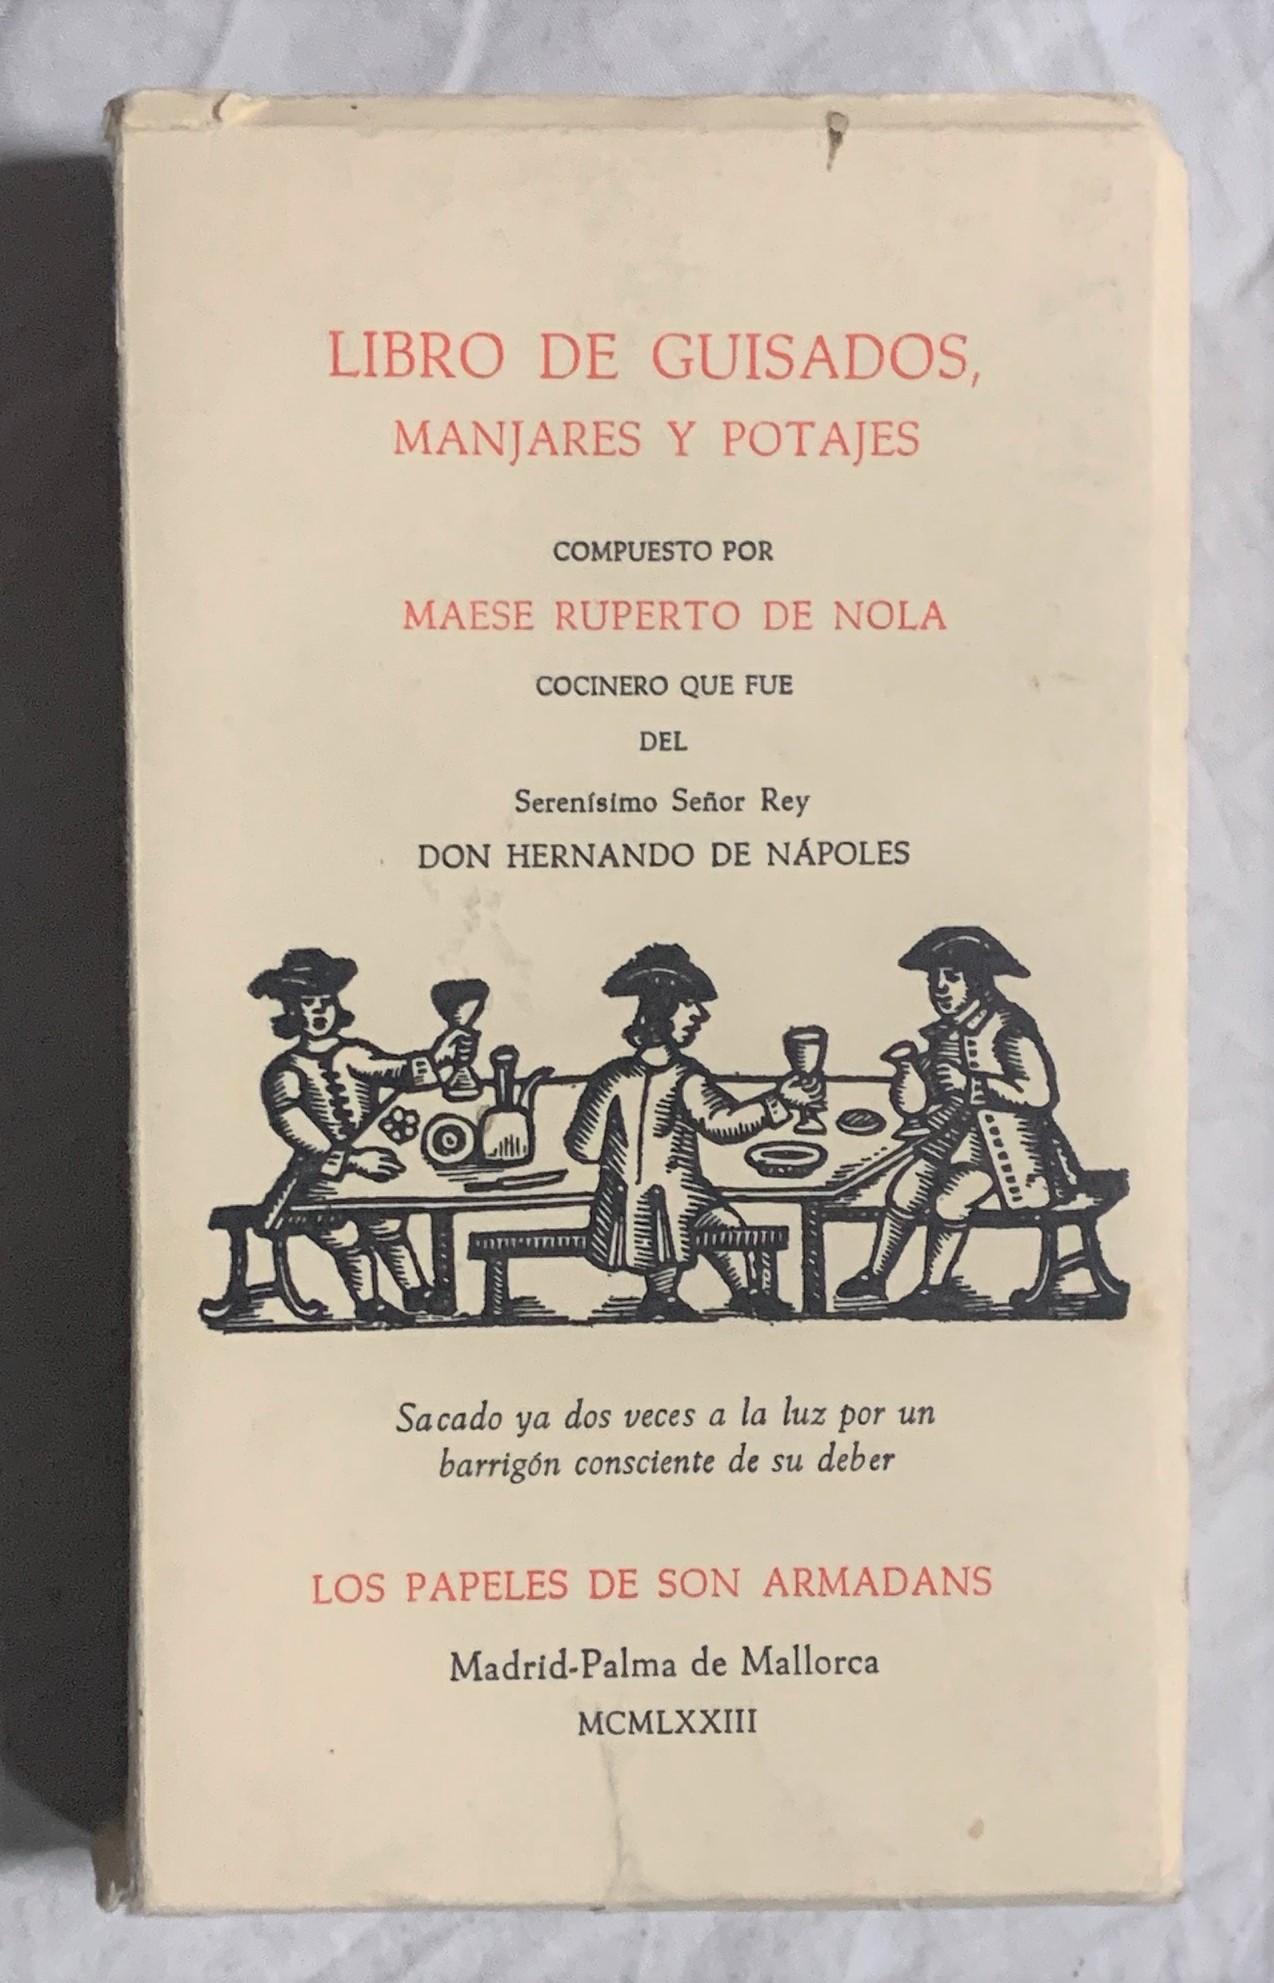 LIBRO DE GUISADOS,
MANJARES Y POTAJES
COMPUESTO POR
MAESE RUPERTO DE NOLA
COCINERO QUE FUE
DEL
Serenísimo Señor Rey
DON HERNANDO DE NÁPOLES
Sacado ya dos veces a la luz por un
barrigón consciente de su deber
LOS PAPELES DE SON ARMADANS
Madrid-Palma de Mallorca
MCMLXXIII